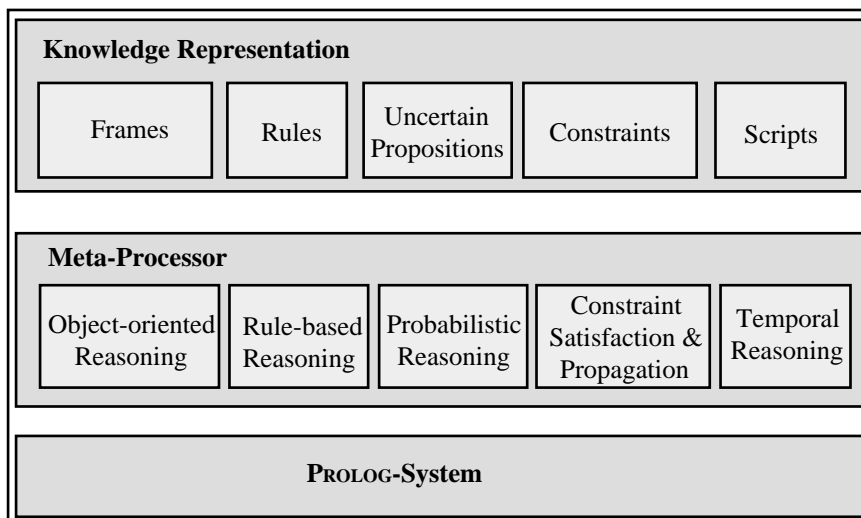 Knowledge Representation
Frames
Rules
Uncertain
Propositions
Constraints
Scripts
Meta-Processor
Object-oriented
Reasoning
Rule-based
Reasoning
Probabilistic
Reasoning
Constraint
Satisfaction &
Propagation
Temporal
Reasoning
PROLOG-System